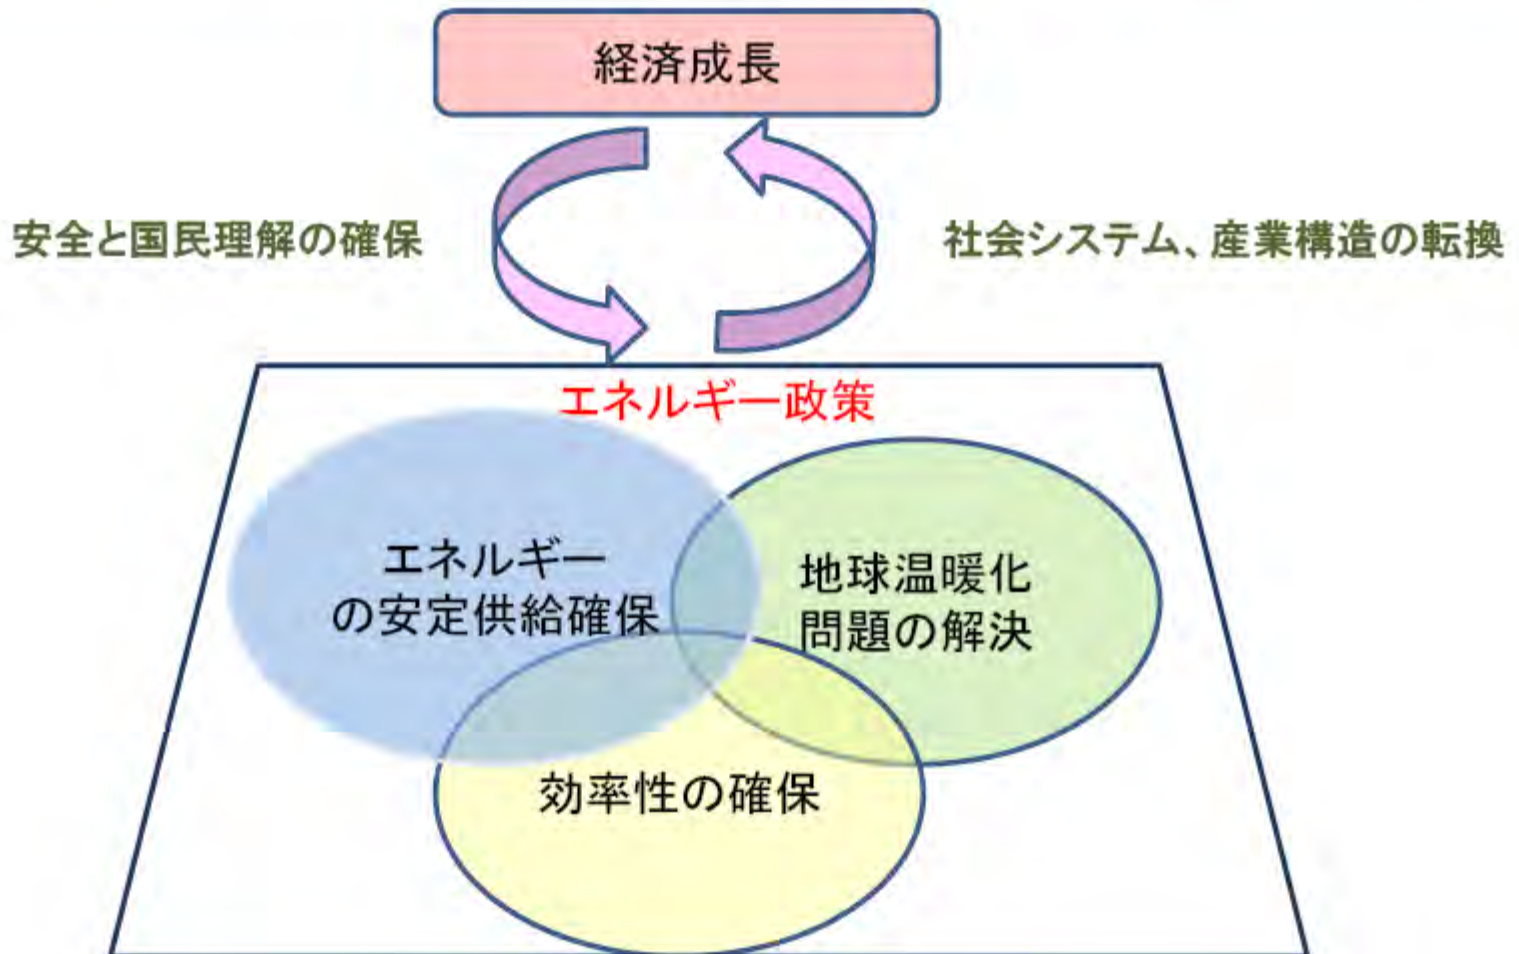 経済成長
安全と国民理解の確保
社会システム、産業構造の転換
エネルギー政策
エネルギー
の安定供給確保
地球温暖化
問題の解決
効率性の確保